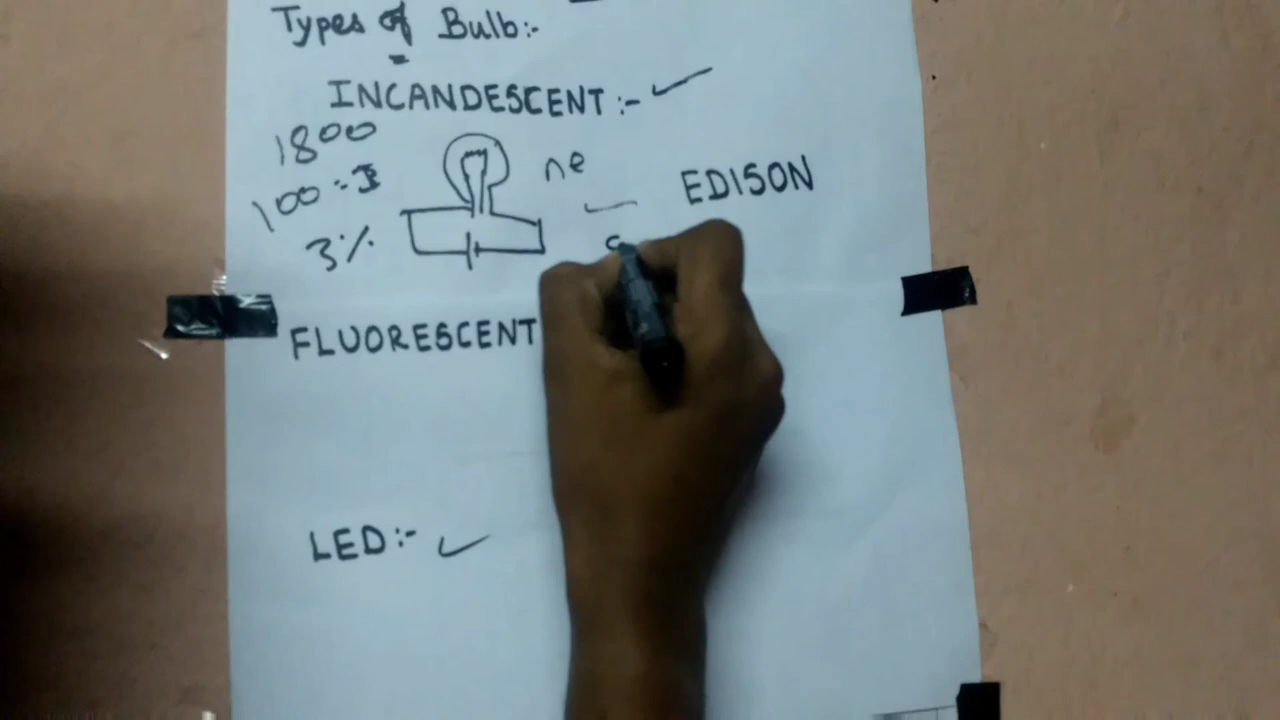 Types of Bulb:-
INCANDESCENT :-
1800
ne
EDISON
3%
FLUORESCENT
LED:-